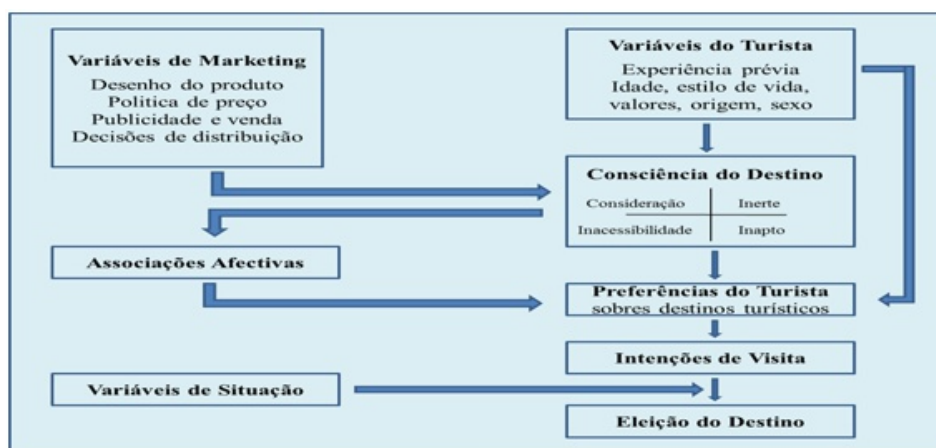 Variáveis de Marketing
Desenho do produto
Politica de preço
Publicidade e venda
Decisões de distribuição
Variáveis do Turista
Experiência prévia
Idade, estilo de vida,
valores, origem, sexo
Consciência do Destino
Consideração
Inerte
Inacessibilidade
Inapto
Associações Afectivas
Preferências do Turista
sobres destinos turísticos
Intenções de Visita
Variáveis de Situação
Eleição do Destino